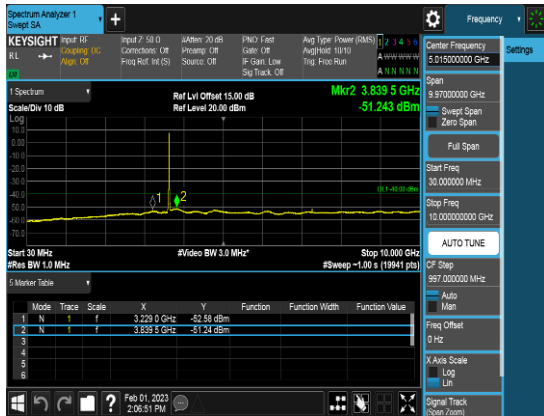 Spectrum Analyzer 1
Swept SA
+
Frequency
KEYSIGHT
RL
Input: RF
Coupling: DC
Align: Off
Input Z: 50 Ω
Corrections: Off
Freq Ref: Int (S)
#Atten: 20 dB
Preamp: Off
Source: Off
PNO: Fast
Gate: Off
IF Gain: Low
Sig Track: Off
Avg Type: Power (RMS)
Avg|Hold: 10/10
Trig: Free Run
1 2 3 4 5 6
A W W W W W
A N N N N N
1 Spectrum
Scale/Div 10 dB
Ref Lvl Offset 15.00 dB
Ref Level 20.00 dBm
Mkr2 3.839 5 GHz
-51.243 dBm
Log
10.0
0.00
-10.0
-20.0
-30.0
-40.0
-50.0
-60.0
-70.0
DL1 -40.00 dBm
1
2
Start 30 MHz
#Res BW 1.0 MHz
#Video BW 3.0 MHz*
Stop 10.000 GHz
#Sweep ~1.00 s (19941 pts)
5 Marker Table
Mode Trace Scale X Y Function Function Width Function Value
1 N 1 f 3.229 0 GHz -52.58 dBm
2 N 1 f 3.839 5 GHz -51.24 dBm
3
4
5
6
Feb 01, 2023
2:06:51 PM
Settings
Center Frequency
5.015000000 GHz
Span
9.97000000 GHz
Swept Span
Zero Span
Full Span
Start Freq
30.000000 MHz
Stop Freq
10.000000000 GHz
AUTO TUNE
CF Step
997.000000 MHz
Auto
Man
Freq Offset
0 Hz
X Axis Scale
Log
Lin
Signal Track
(Span Zoom)